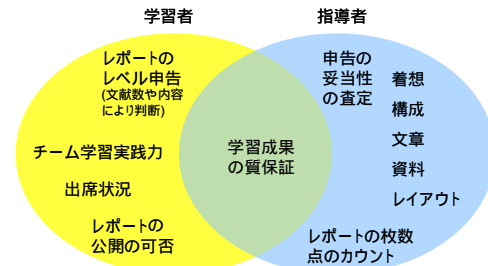 学習者
指導者
レポートの
レベル申告
(文献数や内容
により判断)
チーム学習実践力
出席状況
レポートの
公開の可否
学習成果
の質保証
申告の
妥当性
の査定
着想
構成
文章
資料
レイアウト
レポートの枚数
点のカウント